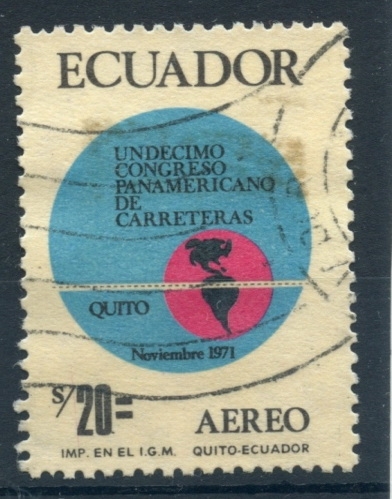 ECUADOR
UNDECIMO
CONGRESO
PANAMERICANO
DE
CARRETERAS
QUITO
Noviembre 1971
S/20=
AEREO
IMP. EN EL I.G.M. QUITO-ECUADOR